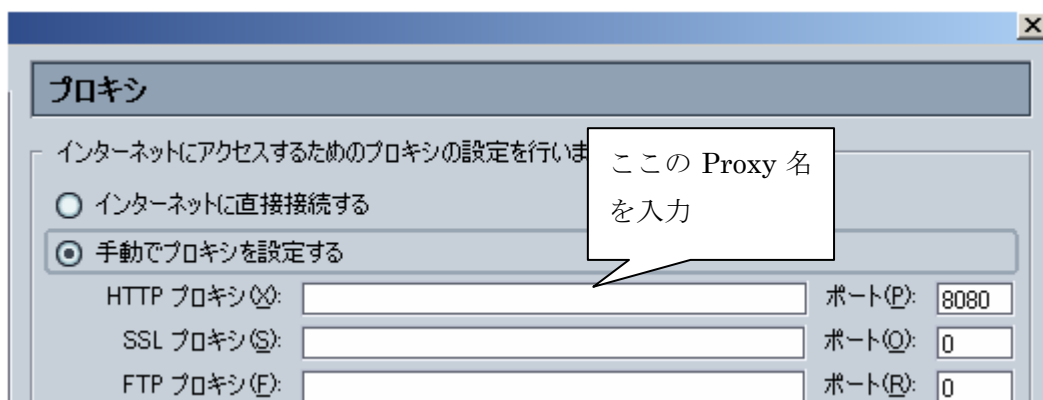 プロキシ
インターネットにアクセスするためのプロキシの設定を行いま
ここの Proxy 名
を入力
インターネットに直接接続する
手動でプロキシを設定する
HTTP プロキシ(X): ポート(P): 8080
SSL プロキシ(S): ポート(O): 0
FTP プロキシ(F): ポート(R): 0